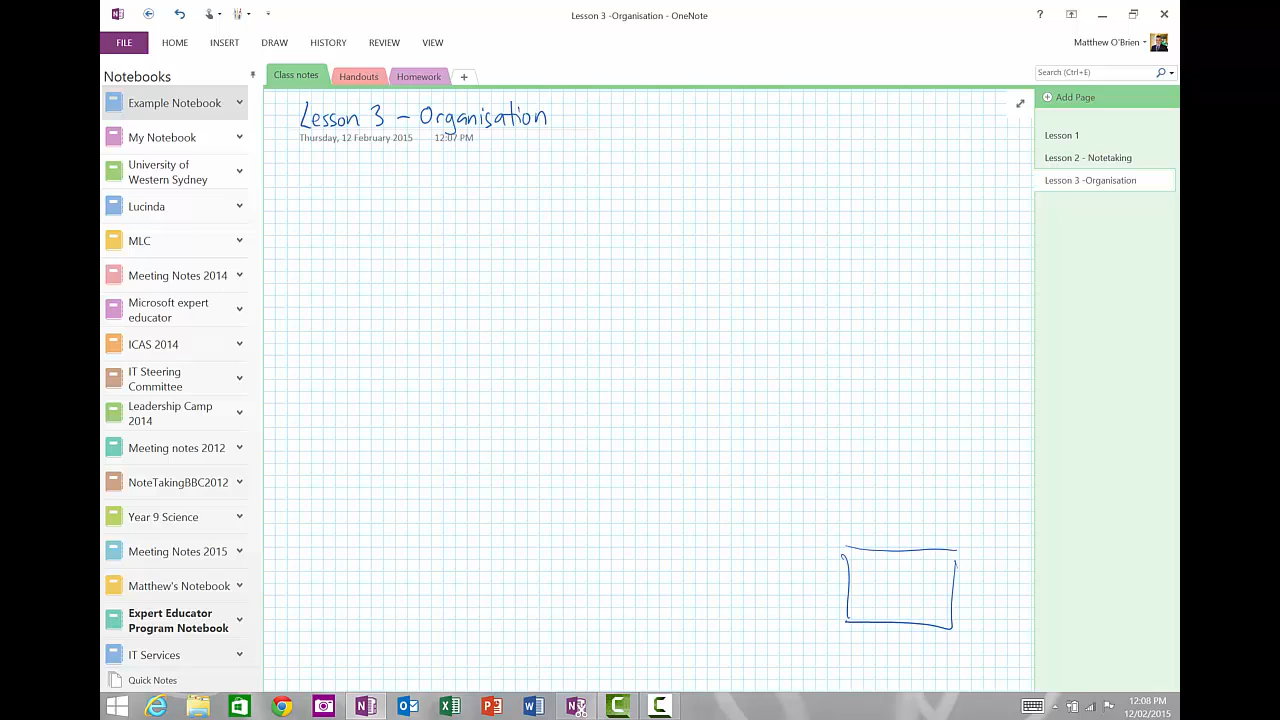 Lesson 3 -Organisation - OneNote
?
FILE
HOME
INSERT
DRAW
HISTORY
REVIEW
VIEW
Matthew O'Brien
Notebooks
Class notes
Handouts
Homework
+
Search (Ctrl+E)
Example Notebook
My Notebook
University of
Western Sydney
Lucinda
MLC
Meeting Notes 2014
Microsoft expert
educator
ICAS 2014
IT Steering
Committee
Leadership Camp
2014
Meeting notes 2012
NoteTakingBBC2012
Year 9 Science
Meeting Notes 2015
Matthew's Notebook
Expert Educator
Program Notebook
IT Services
Quick Notes
Lesson 3 - Organisation
Thursday, 12 February 2015 12:07 PM
Add Page
Lesson 1
Lesson 2 - Notetaking
Lesson 3 -Organisation
12:08 PM
12/02/2015